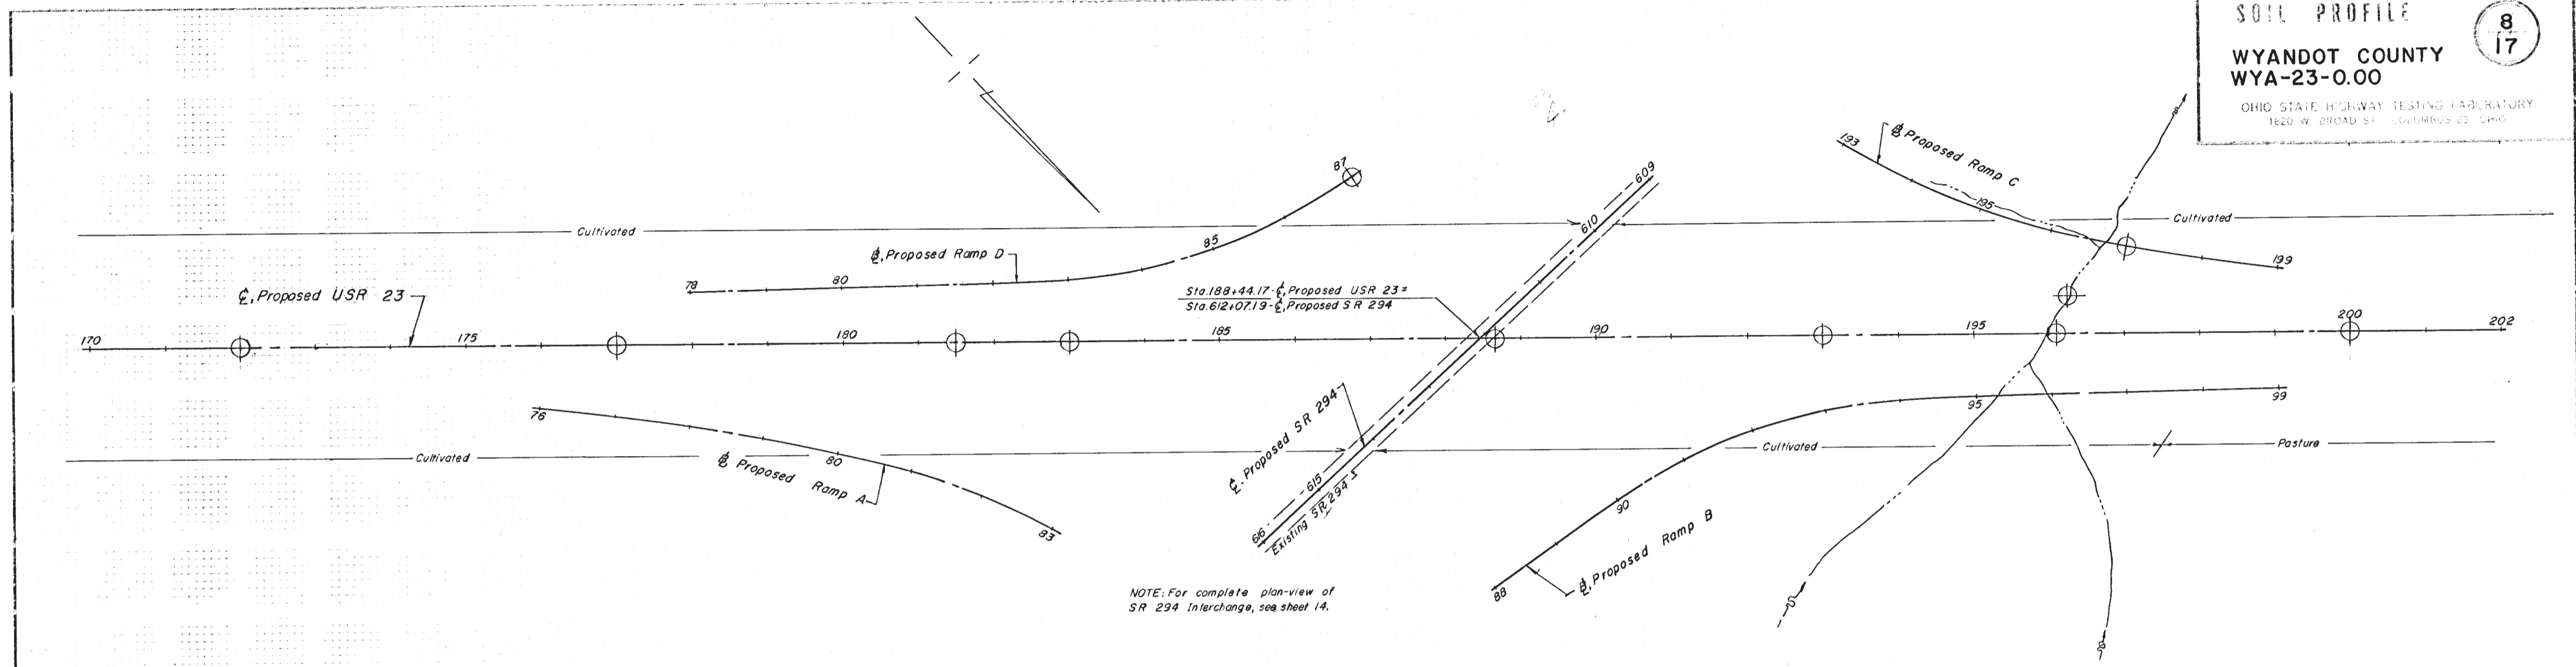 SOIL PROFILE
8
17
WYANDOT COUNTY
WYA-23-0.00
OHIO STATE HIGHWAY TESTING LABORATORY
1620 W. BROAD ST. COLUMBUS 23, OHIO
193
℄ Proposed Ramp C
195
199
Cultivated
87
609
610
Cultivated
85
℄, Proposed Ramp D
78
80
℄, Proposed USR 23
Sta. 188+44.17-℄, Proposed USR 23 =
Sta. 612+07.19-℄, Proposed SR 294
170
175
180
185
190
195
200
202
76
80
83
Cultivated
℄ Proposed Ramp A
℄ Proposed SR 294
615
616
Existing SR 294
Cultivated
Pasture
95
99
90
88
℄, Proposed Ramp B
NOTE: For complete plan-view of
SR 294 Interchange, see sheet 14.